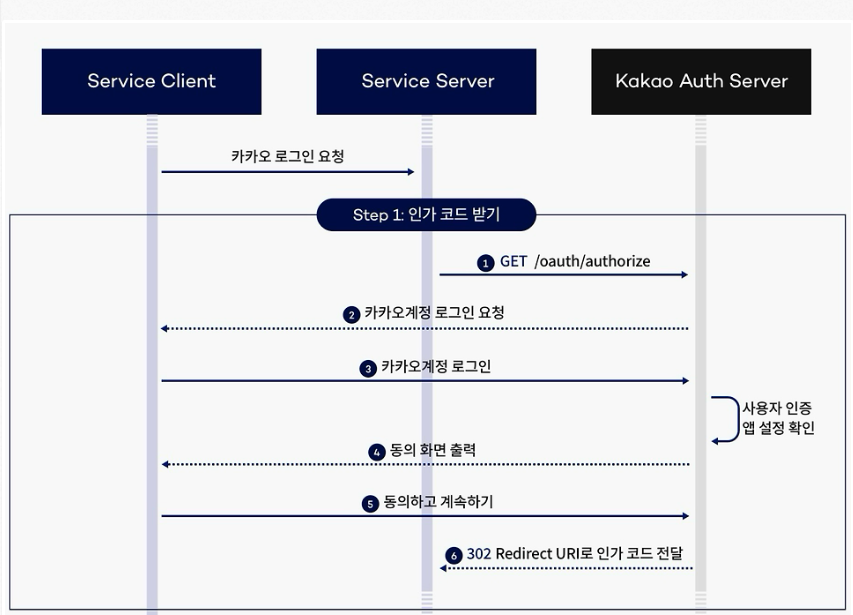 Service Client
Service Server
Kakao Auth Server
카카오 로그인 요청
Step 1: 인가 코드 받기
1 GET /oauth/authorize
2 카카오계정 로그인 요청
3 카카오계정 로그인
사용자 인증
앱 설정 확인
4 동의 화면 출력
5 동의하고 계속하기
6 302 Redirect URI로 인가 코드 전달